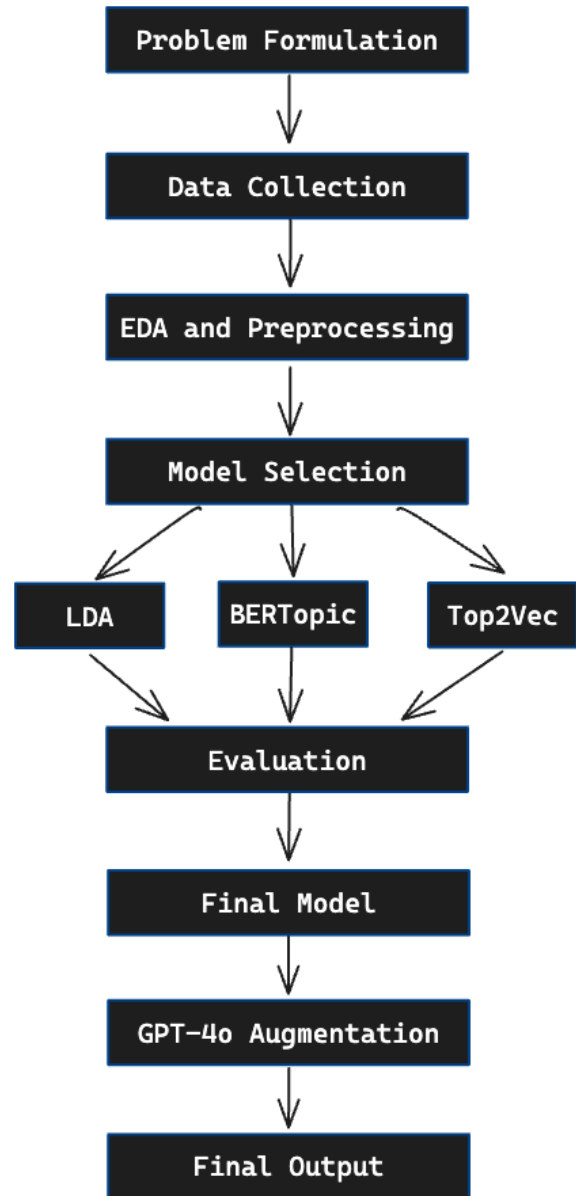 Problem Formulation
Data Collection
EDA and Preprocessing
Model Selection
LDA
BERTopic
Top2Vec
Evaluation
Final Model
GPT-4o Augmentation
Final Output